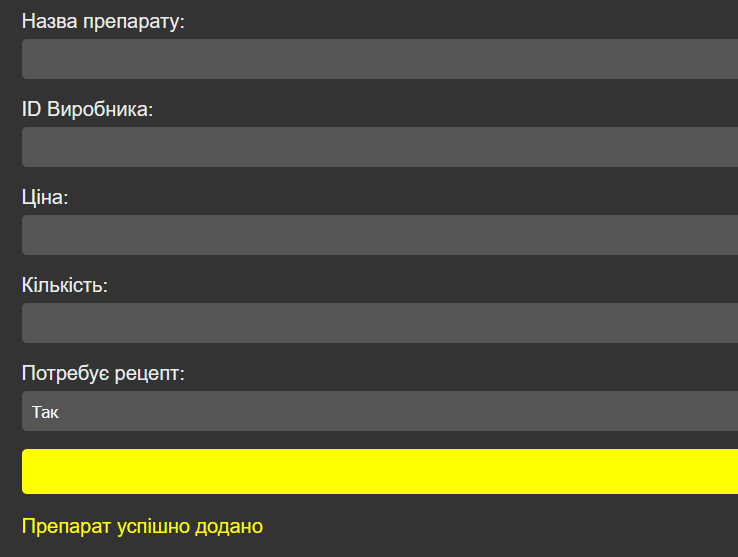 Назва препарату:
ID Виробника:
Ціна:
Кількість:
Потребує рецепт:
Так
Препарат успішно додано